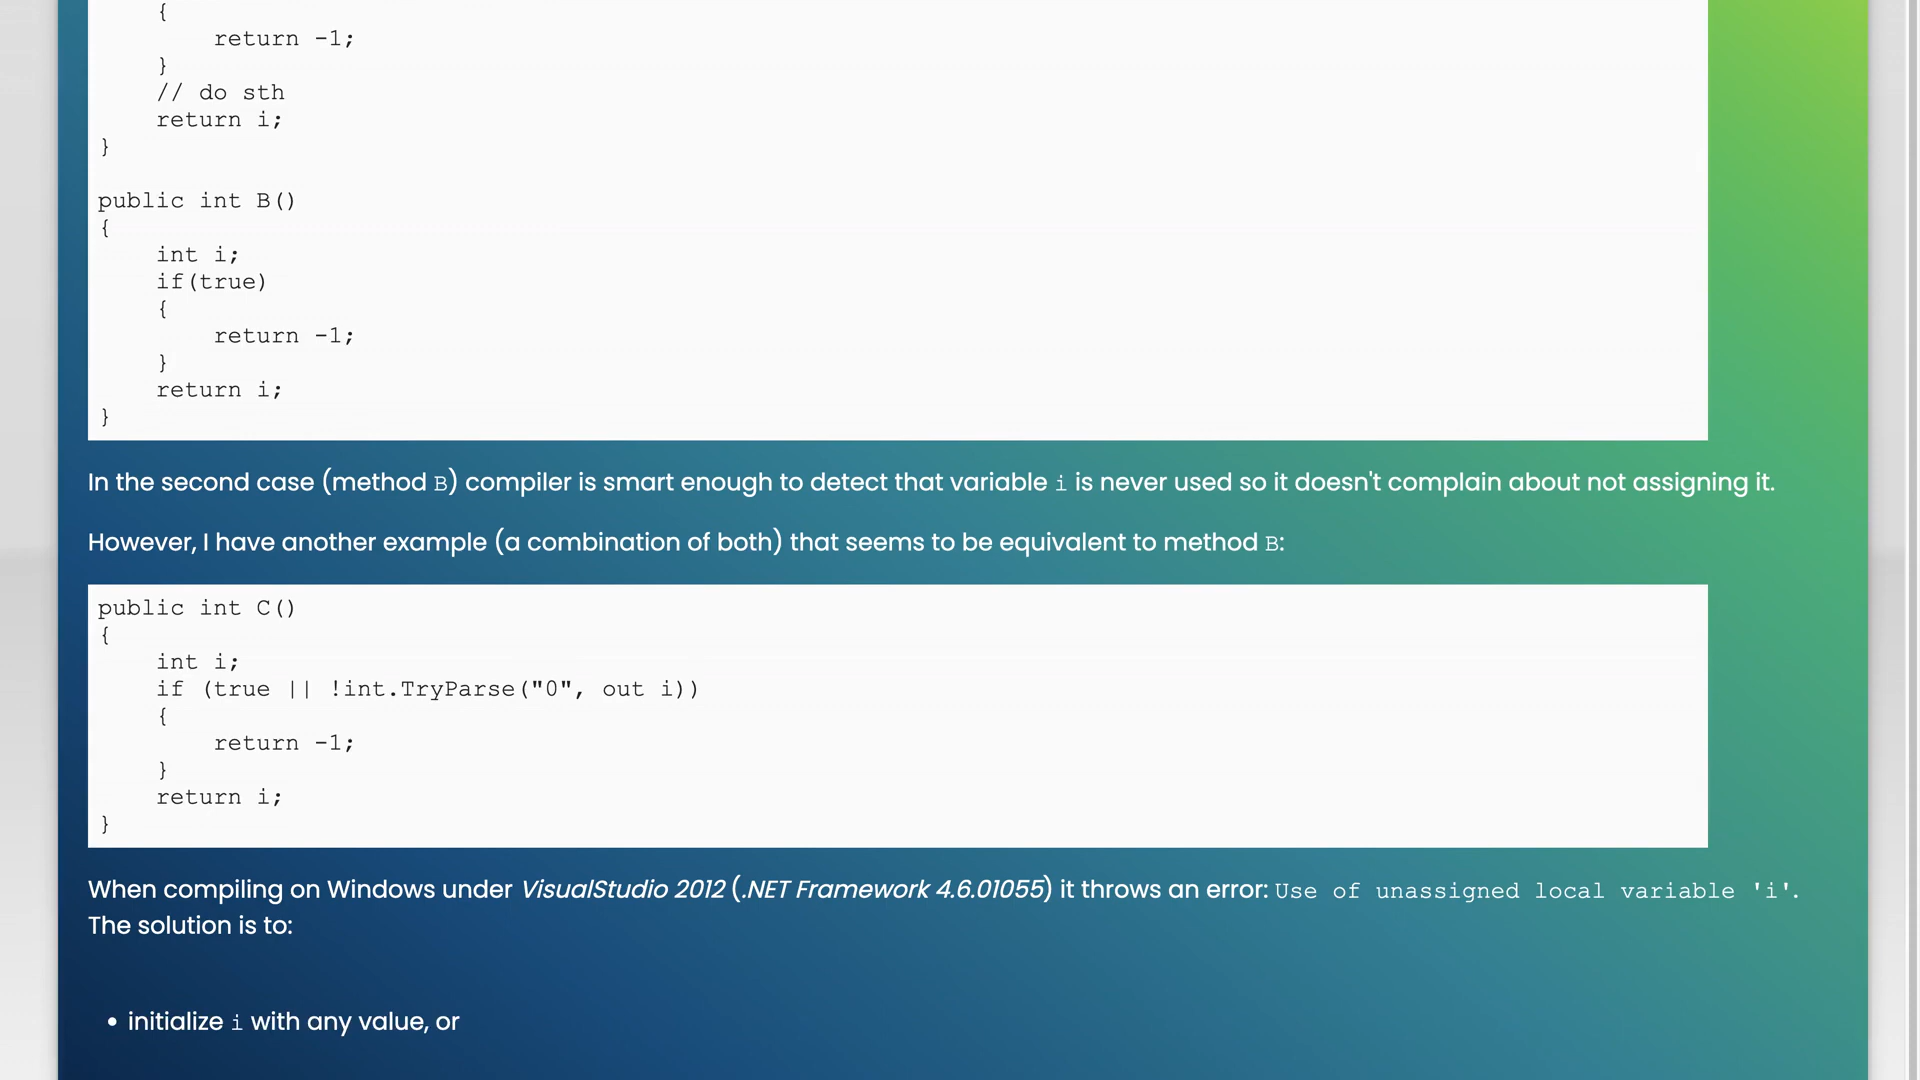 {
return -1;
}
// do sth
return i;
}
public int B()
{
int i;
if(true)
{
return -1;
}
return i;
}
In the second case (method B) compiler is smart enough to detect that variable i is never used so it doesn't complain about not assigning it.
However, I have another example (a combination of both) that seems to be equivalent to method B:
public int C()
{
int i;
if (true || !int.TryParse("0", out i))
{
return -1;
}
return i;
}
When compiling on Windows under VisualStudio 2012 (.NET Framework 4.6.01055) it throws an error: Use of unassigned local variable 'i'.
The solution is to:
• initialize i with any value, or